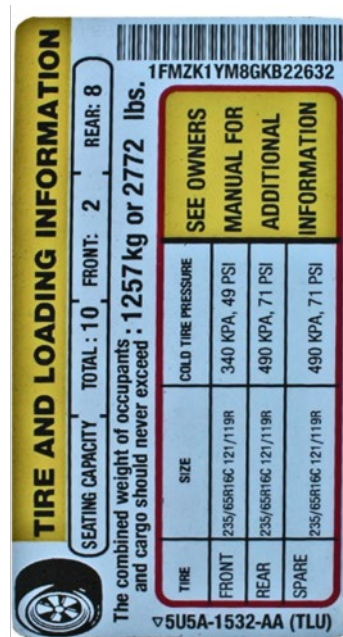 TIRE AND LOADING INFORMATION
SEATING CAPACITY TOTAL : 10 FRONT: 2 REAR: 8
The combined weight of occupants
and cargo should never exceed : 1257 kg or 2772 lbs.
1FMZK1YM8GKB22632
TIRE SIZE COLD TIRE PRESSURE SEE OWNERS
FRONT 235/65R16C 121/119R 340 KPA, 49 PSI MANUAL FOR
REAR 235/65R16C 121/119R 490 KPA, 71 PSI ADDITIONAL
SPARE 235/65R16C 121/119R 490 KPA, 71 PSI INFORMATION
▽5U5A-1532-AA (TLU)